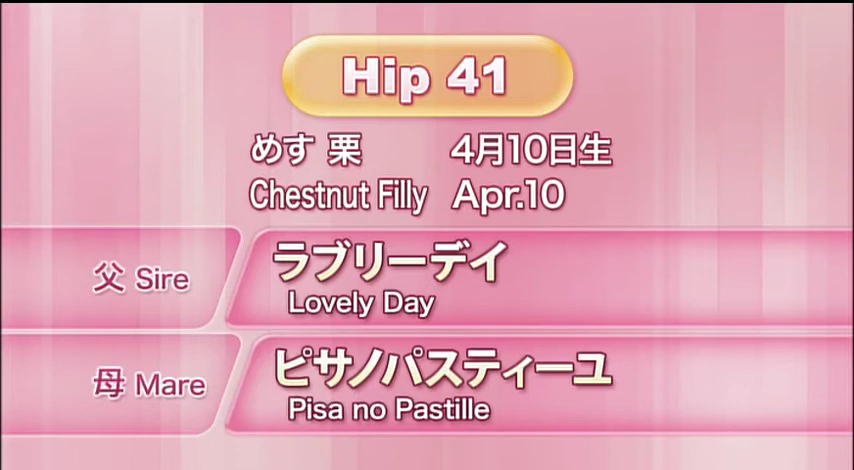 Hip 41
めす 栗 4月10日生
Chestnut Filly Apr.10
父 Sire
ラブリーデイ
Lovely Day
母 Mare
ピサノパスティーユ
Pisa no Pastille